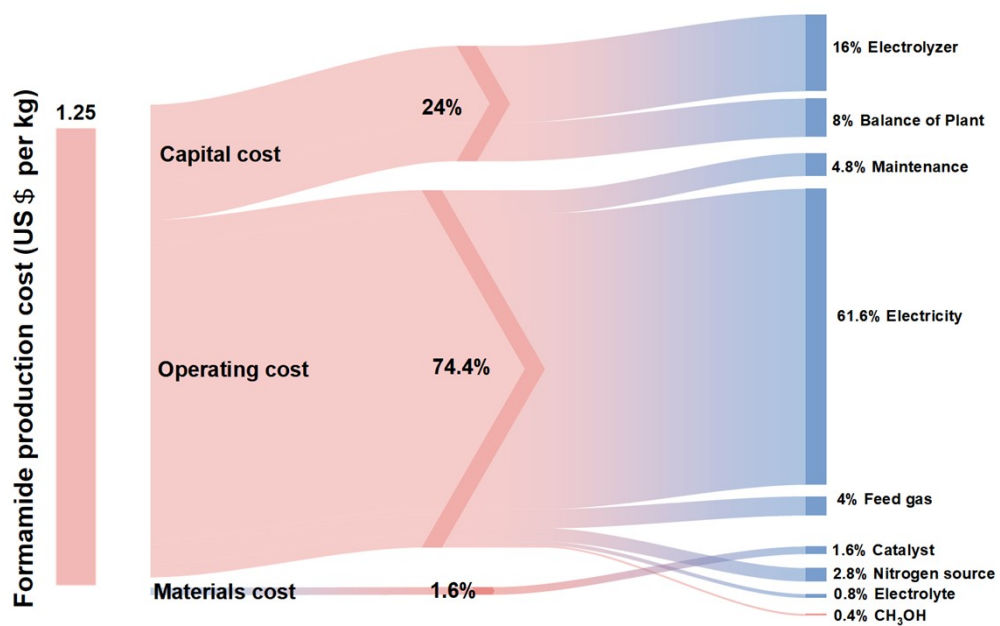 Formamide production cost (US $ per kg)
1.25
Capital cost
24%
Operating cost
74.4%
Materials cost
1.6%
16% Electrolyzer
8% Balance of Plant
4.8% Maintenance
61.6% Electricity
4% Feed gas
1.6% Catalyst
2.8% Nitrogen source
0.8% Electrolyte
0.4% CH₃OH